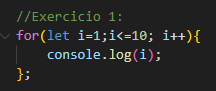 //Exercicio 1:
for(let i=1;i<=10; i++){
    console.log(i);
};